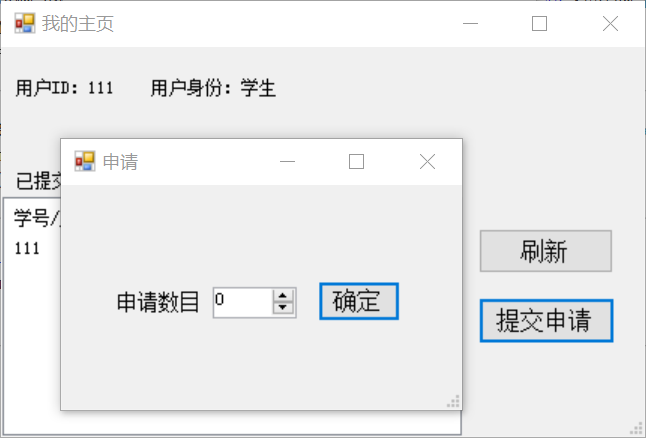 我的主页
用户ID: 111 用户身份: 学生
已提
学号/
111
刷新
提交申请
申请
申请数目 0 确定